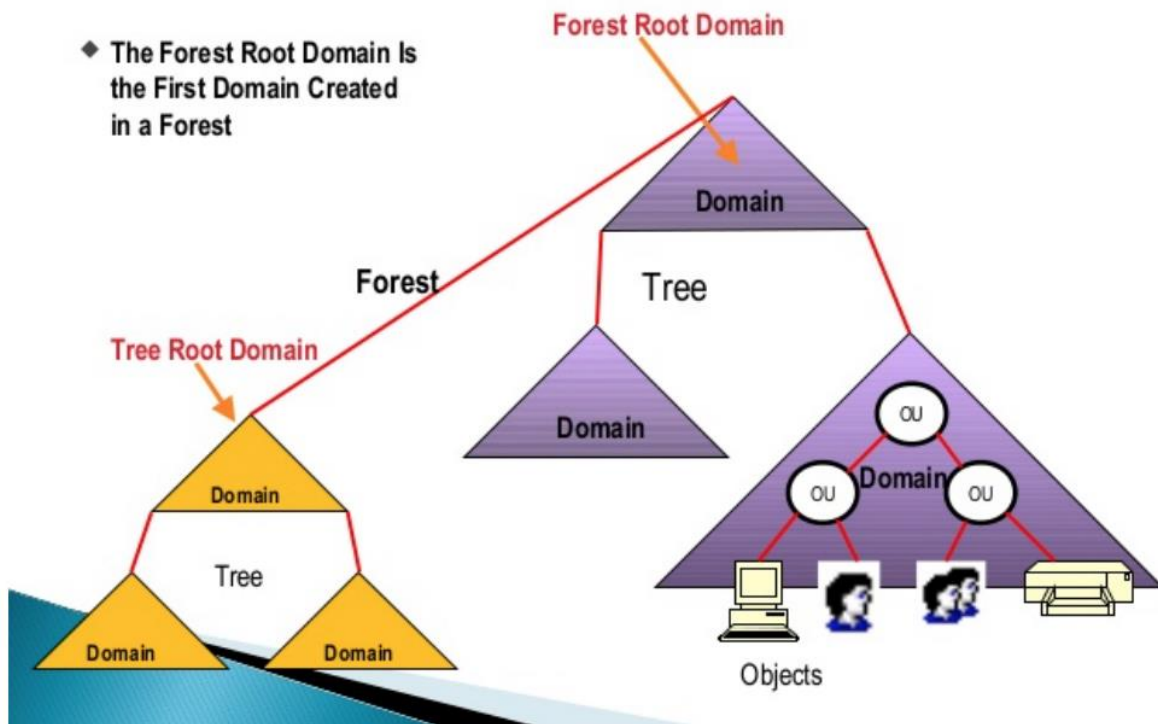 The Forest Root Domain Is
the First Domain Created
in a Forest
Forest Root Domain
Domain
Forest
Tree
Tree Root Domain
Domain
OU
OU
Domain
OU
Domain
Tree
Domain
Domain
Objects